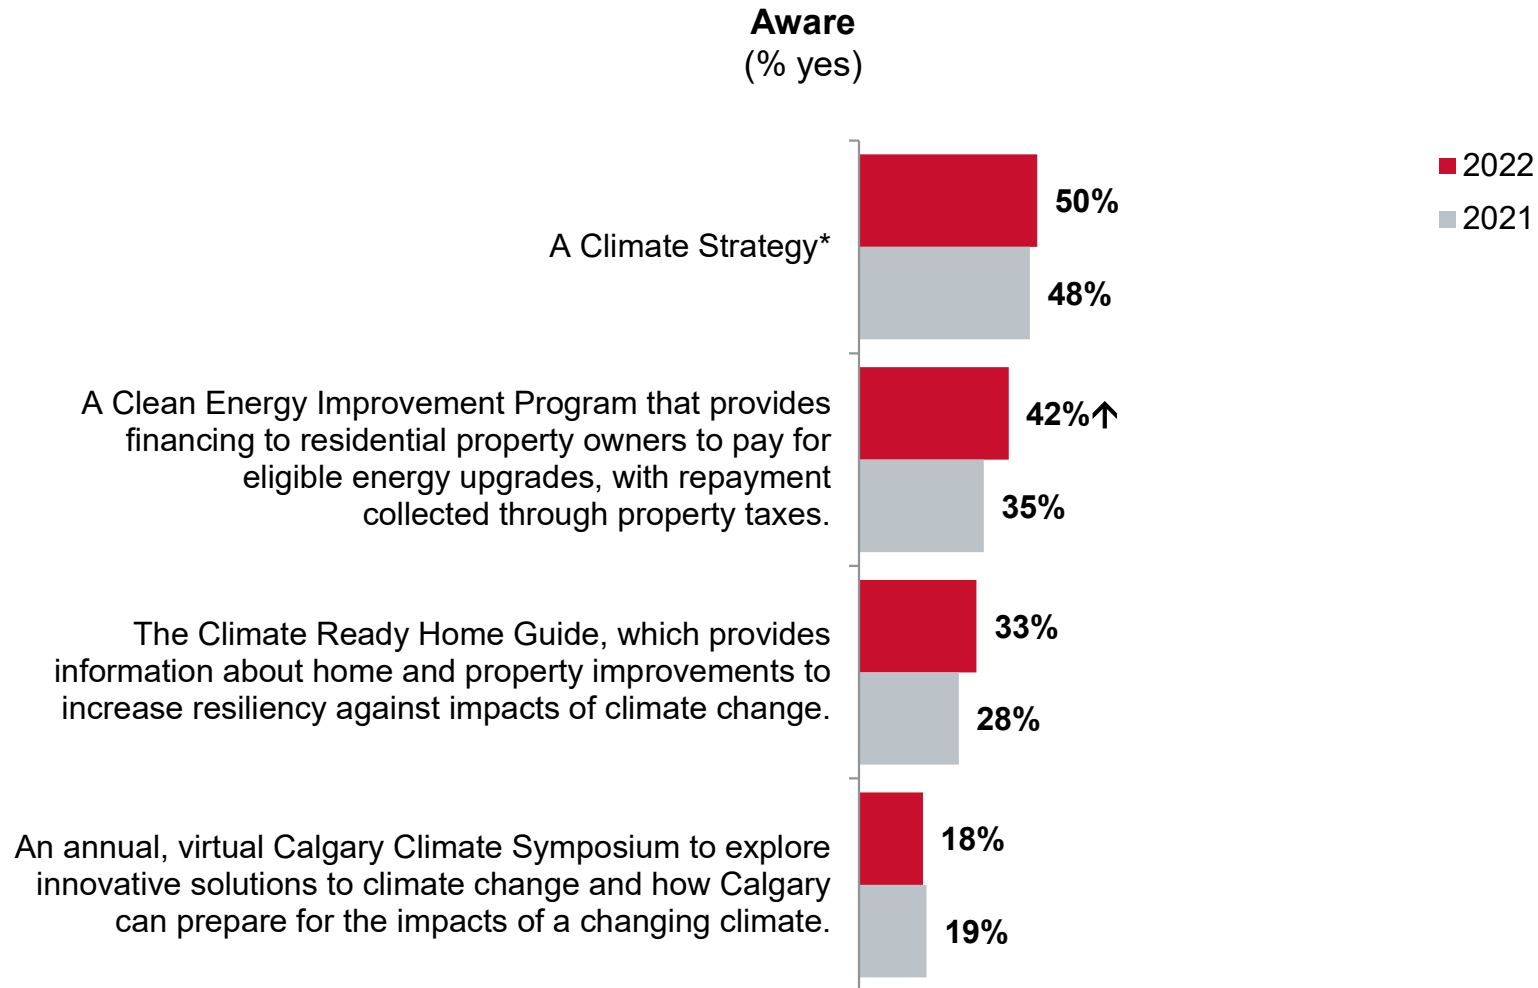 Aware
(% yes)
2022
2021
A Climate Strategy*
50%
48%
A Clean Energy Improvement Program that provides
financing to residential property owners to pay for
eligible energy upgrades, with repayment
collected through property taxes.
42%↑
35%
The Climate Ready Home Guide, which provides
information about home and property improvements to
increase resiliency against impacts of climate change.
33%
28%
An annual, virtual Calgary Climate Symposium to explore
innovative solutions to climate change and how Calgary
can prepare for the impacts of a changing climate.
18%
19%